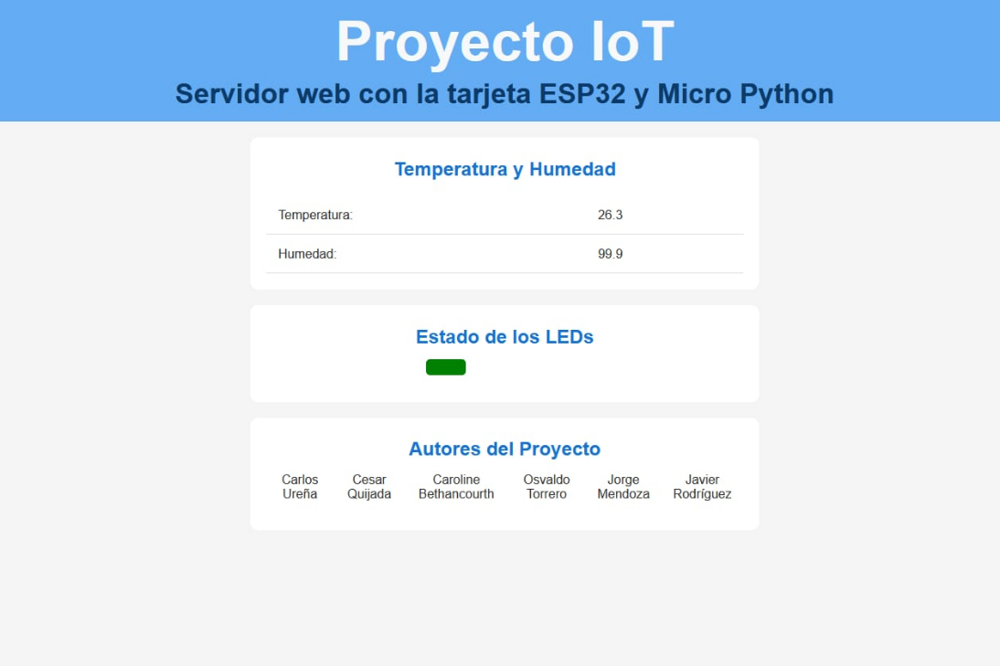 Proyecto IoT
Servidor web con la tarjeta ESP32 y Micro Python
Temperatura y Humedad
Temperatura: 26.3
Humedad: 99.9
Estado de los LEDs
Autores del Proyecto
Carlos Ureña
Cesar Quijada
Caroline Bethancourth
Osvaldo Torrero
Jorge Mendoza
Javier Rodríguez